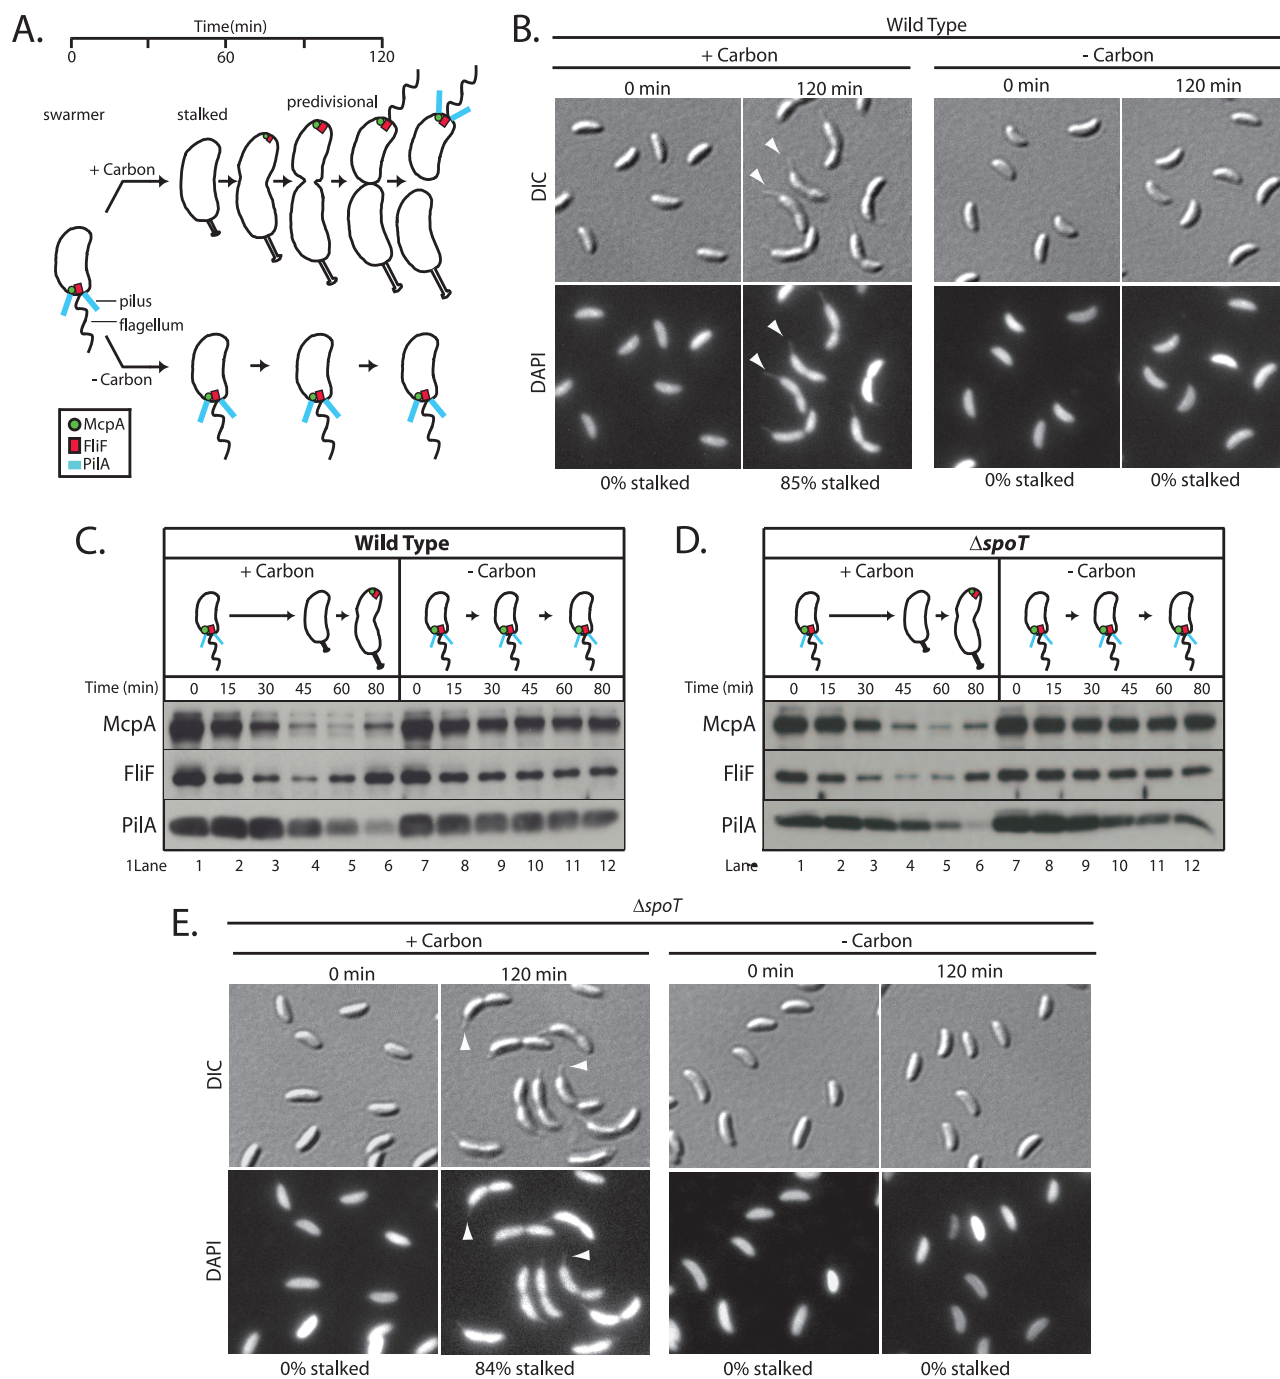 A.
Time(min)
0 60 120
swarmer stalked predivisional
+ Carbon
pilus
flagellum
- Carbon
McpA
FliF
PilA
B.
Wild Type
+ Carbon - Carbon
0 min 120 min 0 min 120 min
DIC
DAPI
0% stalked 85% stalked 0% stalked 0% stalked
C.
Wild Type
+ Carbon - Carbon
Time (min) 0 15 30 45 60 80 0 15 30 45 60 80
McpA
FliF
PilA
1Lane 1 2 3 4 5 6 7 8 9 10 11 12
D.
ΔspoT
+ Carbon - Carbon
Time (min) 0 15 30 45 60 80 0 15 30 45 60 80
McpA
FliF
PilA
Lane 1 2 3 4 5 6 7 8 9 10 11 12
E.
ΔspoT
+ Carbon - Carbon
0 min 120 min 0 min 120 min
DIC
DAPI
0% stalked 84% stalked 0% stalked 0% stalked